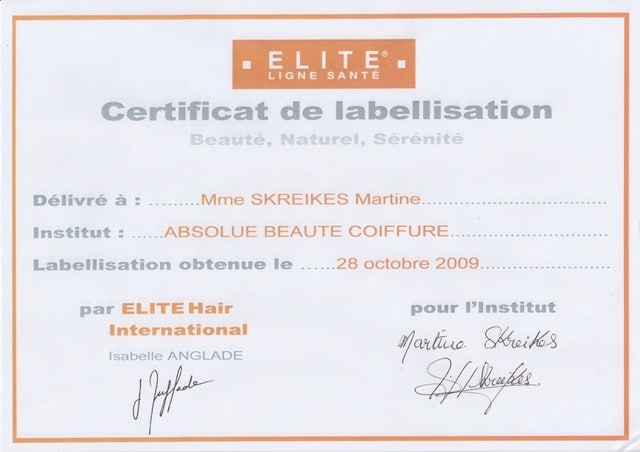 ELITE®
LIGNE SANTÉ
Certificat de labellisation
Beauté, Naturel, Sérénité
Délivré à : ........Mme SKREIKES Martine...............................
Institut : ......ABSOLUE BEAUTE COIFFURE..........................
Labellisation obtenue le ......28 octobre 2009.....................
par ELITE Hair International
Isabelle ANGLADE
pour l'Institut
Martine Skreikes